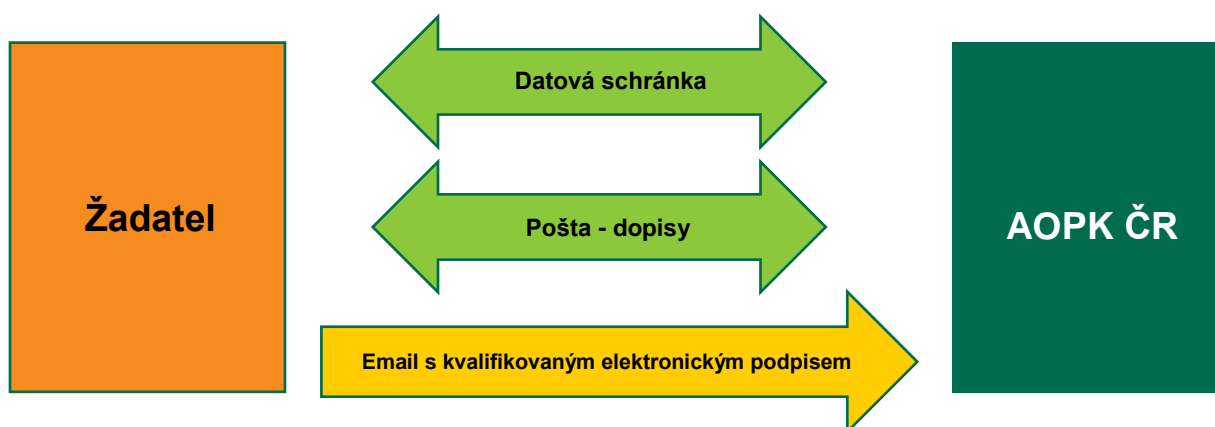 Žadatel
Datová schránka
Pošta - dopisy
Email s kvalifikovaným elektronickým podpisem
AOPK ČR